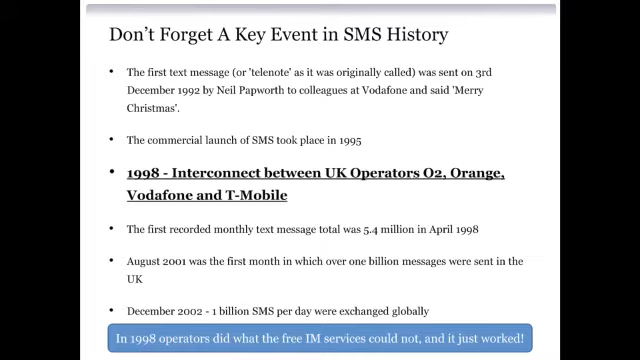 Don't Forget A Key Event in SMS History
• The first text message (or 'telenote' as it was originally called) was sent on 3rd
December 1992 by Neil Papworth to colleagues at Vodafone and said 'Merry
Christmas'.
• The commercial launch of SMS took place in 1995
• 1998 - Interconnect between UK Operators O2, Orange,
Vodafone and T-Mobile
• The first recorded monthly text message total was 5.4 million in April 1998
• August 2001 was the first month in which over one billion messages were sent in the
UK
• December 2002 - 1 billion SMS per day were exchanged globally
In 1998 operators did what the free IM services could not, and it just worked!